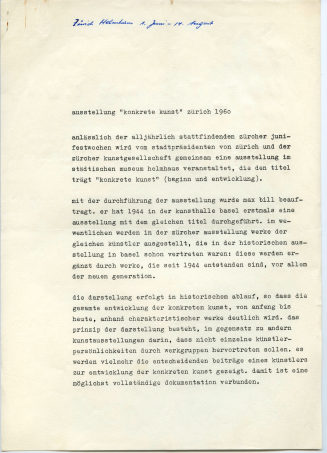 Zürich Helmhaus 8. Juni – 14. August
ausstellung "konkrete kunst" zürich 1960
anlässlich der alljährlich stattfindenden zürcher juni-
festwochen wird vom stadtpräsidenten von zürich und der
zürcher kunstgesellschaft gemeinsam eine ausstellung im
städtischen museum helmhaus veranstaltet, die den titel
trägt "konkrete kunst" (beginn und entwicklung).
mit der durchführung der ausstellung wurde max bill beauf-
tragt. er hat 1944 in der kunsthalle basel erstmals eine
ausstellung mit dem gleichen titel durchgeführt. im we-
wentlichen werden in der zürcher ausstellung werke der
gleichen künstler ausgestellt, die in der historischen aus-
stellung in basel schon vertreten waren: diese werden er-
gänzt durch werke, die seit 1944 entstanden sind, vor allem
der neuen generation.
die darstellung erfolgt in historischem ablauf, so dass die
gesamte entwicklung der konkreten kunst, von anfang bis
heute, anhand charakteristischer werke deutlich wird. das
prinzip der darstellung besteht, im gegensatz zu andern
kunstausstellungen darin, dass nicht einzelne künstler-
persönlichkeiten durch werkgruppen hervortreten sollen. es
werden vielmehr die entscheidenden beiträge eines künstlers
zur entwicklung der konkreten kunst gezeigt. damit ist eine
möglichst vollständige dokumentation verbunden.